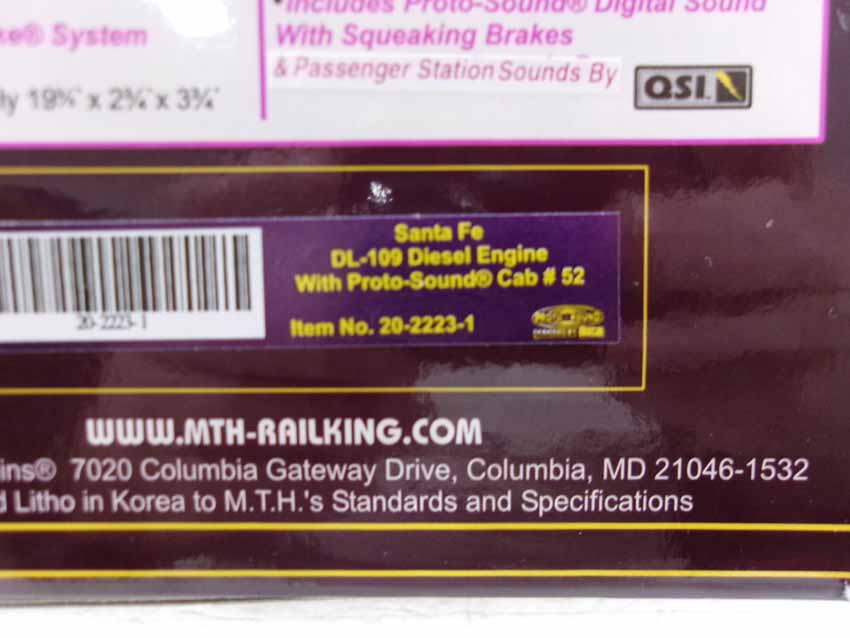 •Includes Proto-Sound® Digital Sound
With Squeaking Brakes
& Passenger Station Sounds By
QSI
ke® System
ly 19¾" x 2¾" x 3¾"
20-2223-1
Santa Fe
DL-109 Diesel Engine
With Proto-Sound® Cab # 52
Item No. 20-2223-1
WWW.MTH-RAILKING.COM
ins® 7020 Columbia Gateway Drive, Columbia, MD 21046-1532
d Litho in Korea to M.T.H.'s Standards and Specifications